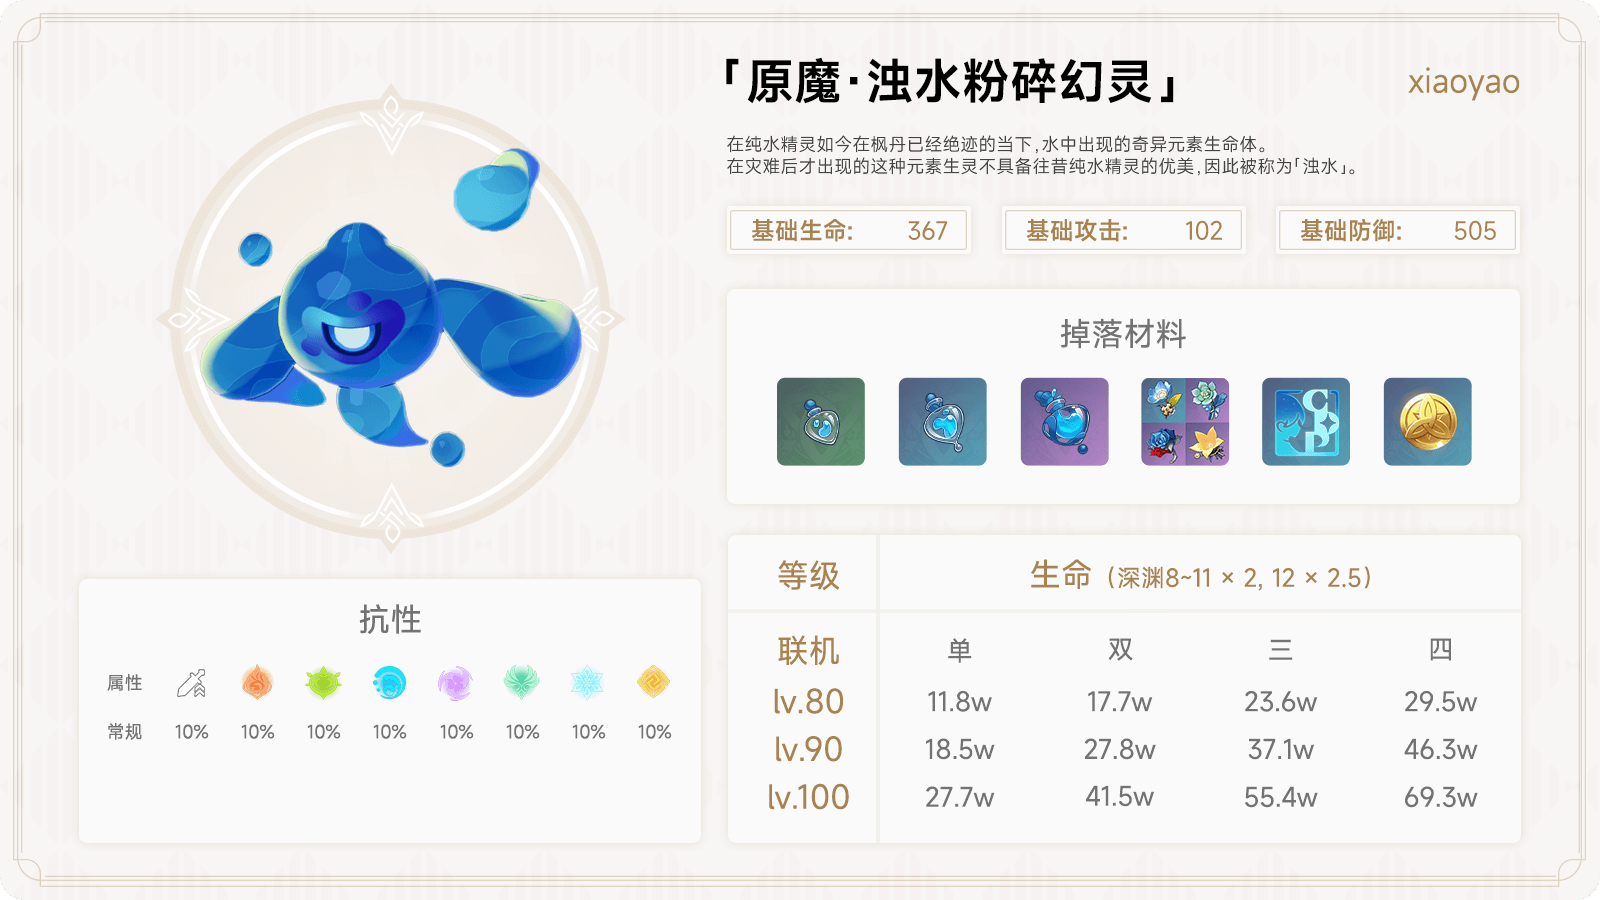 「原魔·浊水粉碎幻灵」
xiaoyao
在纯水精灵如今在枫丹已经绝迹的当下,水中出现的奇异元素生命体。
在灾难后才出现的这种元素生灵不具备往昔纯水精灵的优美,因此被称为「浊水」。
基础生命: 367
基础攻击: 102
基础防御: 505
掉落材料
抗性
属性
常规 10% 10% 10% 10% 10% 10% 10% 10%
等级 生命（深渊8~11 × 2, 12 × 2.5）
联机 单 双 三 四
lv.80 11.8w 17.7w 23.6w 29.5w
lv.90 18.5w 27.8w 37.1w 46.3w
lv.100 27.7w 41.5w 55.4w 69.3w